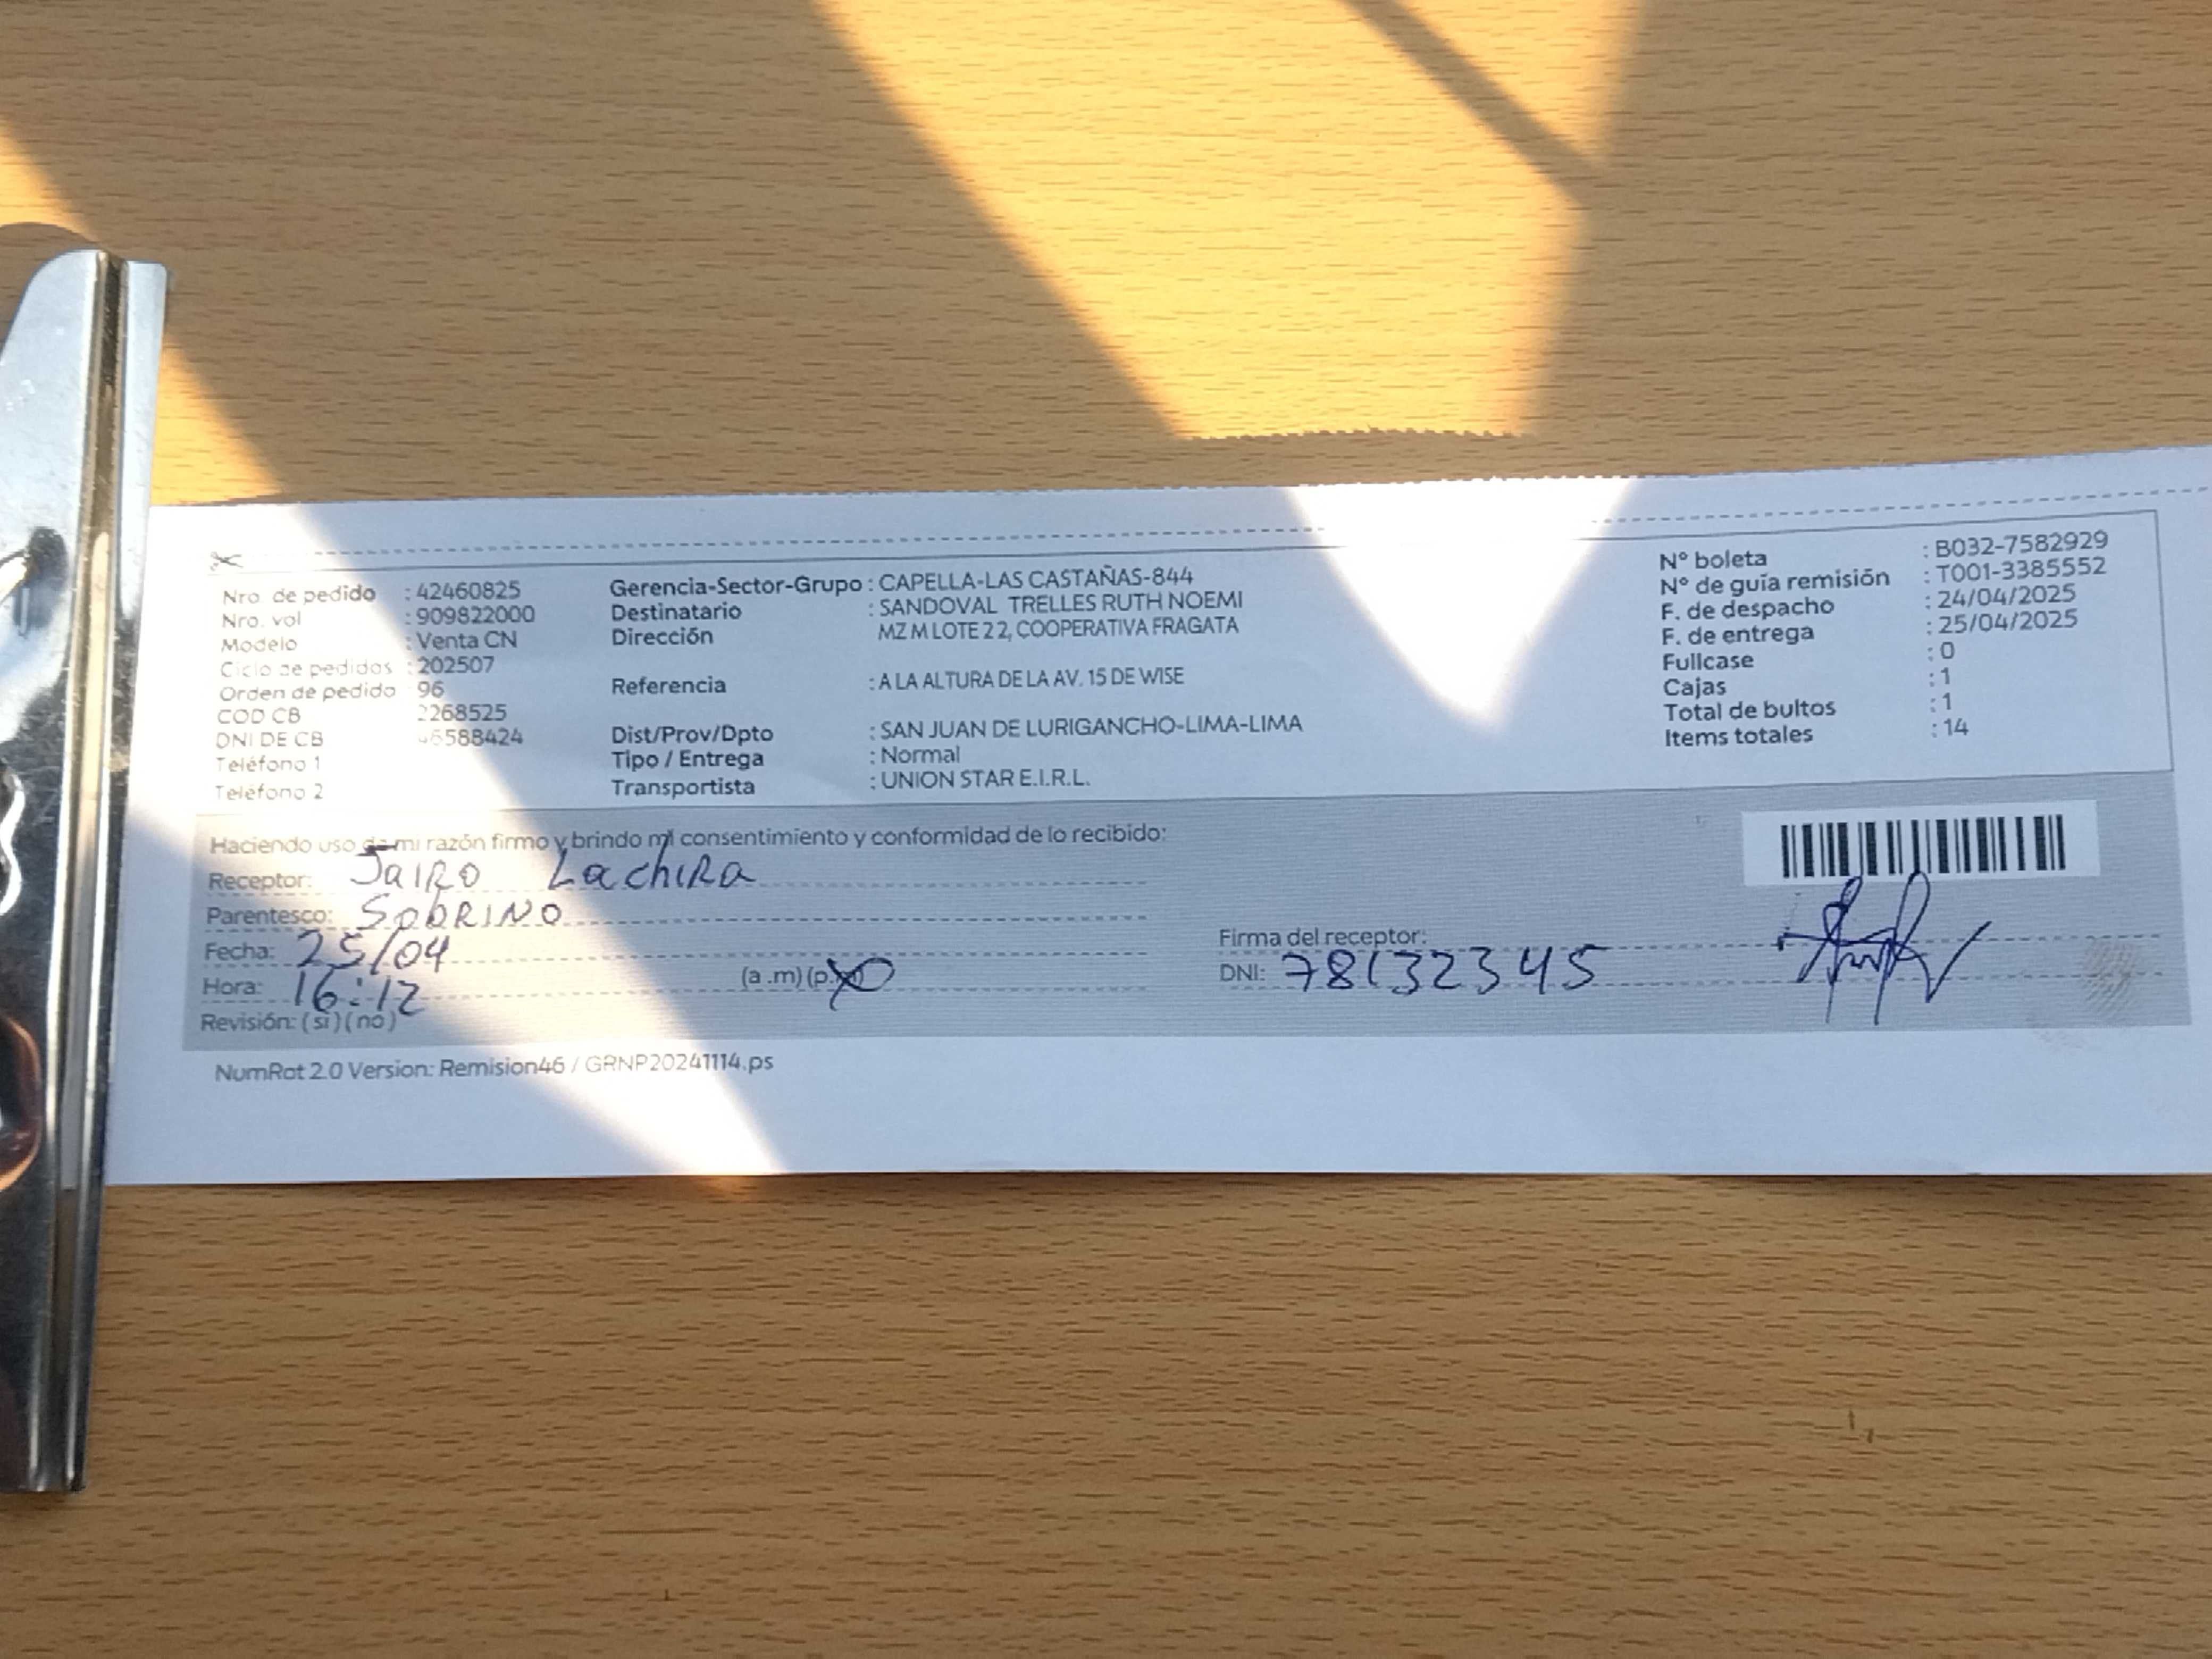 Nro. de pedido : 42460825
Nro. vol : 909822000
Modelo : Venta CN
Ciclo de pedidos : 202507
Orden de pedido : 96
COD CB 2268525
DNI DE CB 46588424
Teléfono 1
Teléfono 2
Gerencia-Sector-Grupo : CAPELLA-LAS CASTAÑAS-844
Destinatario : SANDOVAL TRELLES RUTH NOEMI
Dirección MZ M LOTE 2 2, COOPERATIVA FRAGATA
Referencia : A LA ALTURA DE LA AV. 15 DE WISE
Dist/Prov/Dpto : SAN JUAN DE LURIGANCHO-LIMA-LIMA
Tipo / Entrega : Normal
Transportista : UNION STAR E.I.R.L.
N° boleta : B032-7582929
N° de guía remisión : T001-3385552
F. de despacho : 24/04/2025
F. de entrega : 25/04/2025
Fullcase : 0
Cajas : 1
Total de bultos : 1
Items totales : 14
Haciendo uso de mi razón firmo y brindo mi consentimiento y conformidad de lo recibido:
Receptor: Jairo Lachira
Parentesco: Sobrino
Fecha: 25/04
Hora: 16:12 (a.m) (p.m)
Revisión: (si) (no)
Firma del receptor:
DNI: 78132345
NumRot 2.0 Version: Remision46 / GRNP20241114.ps